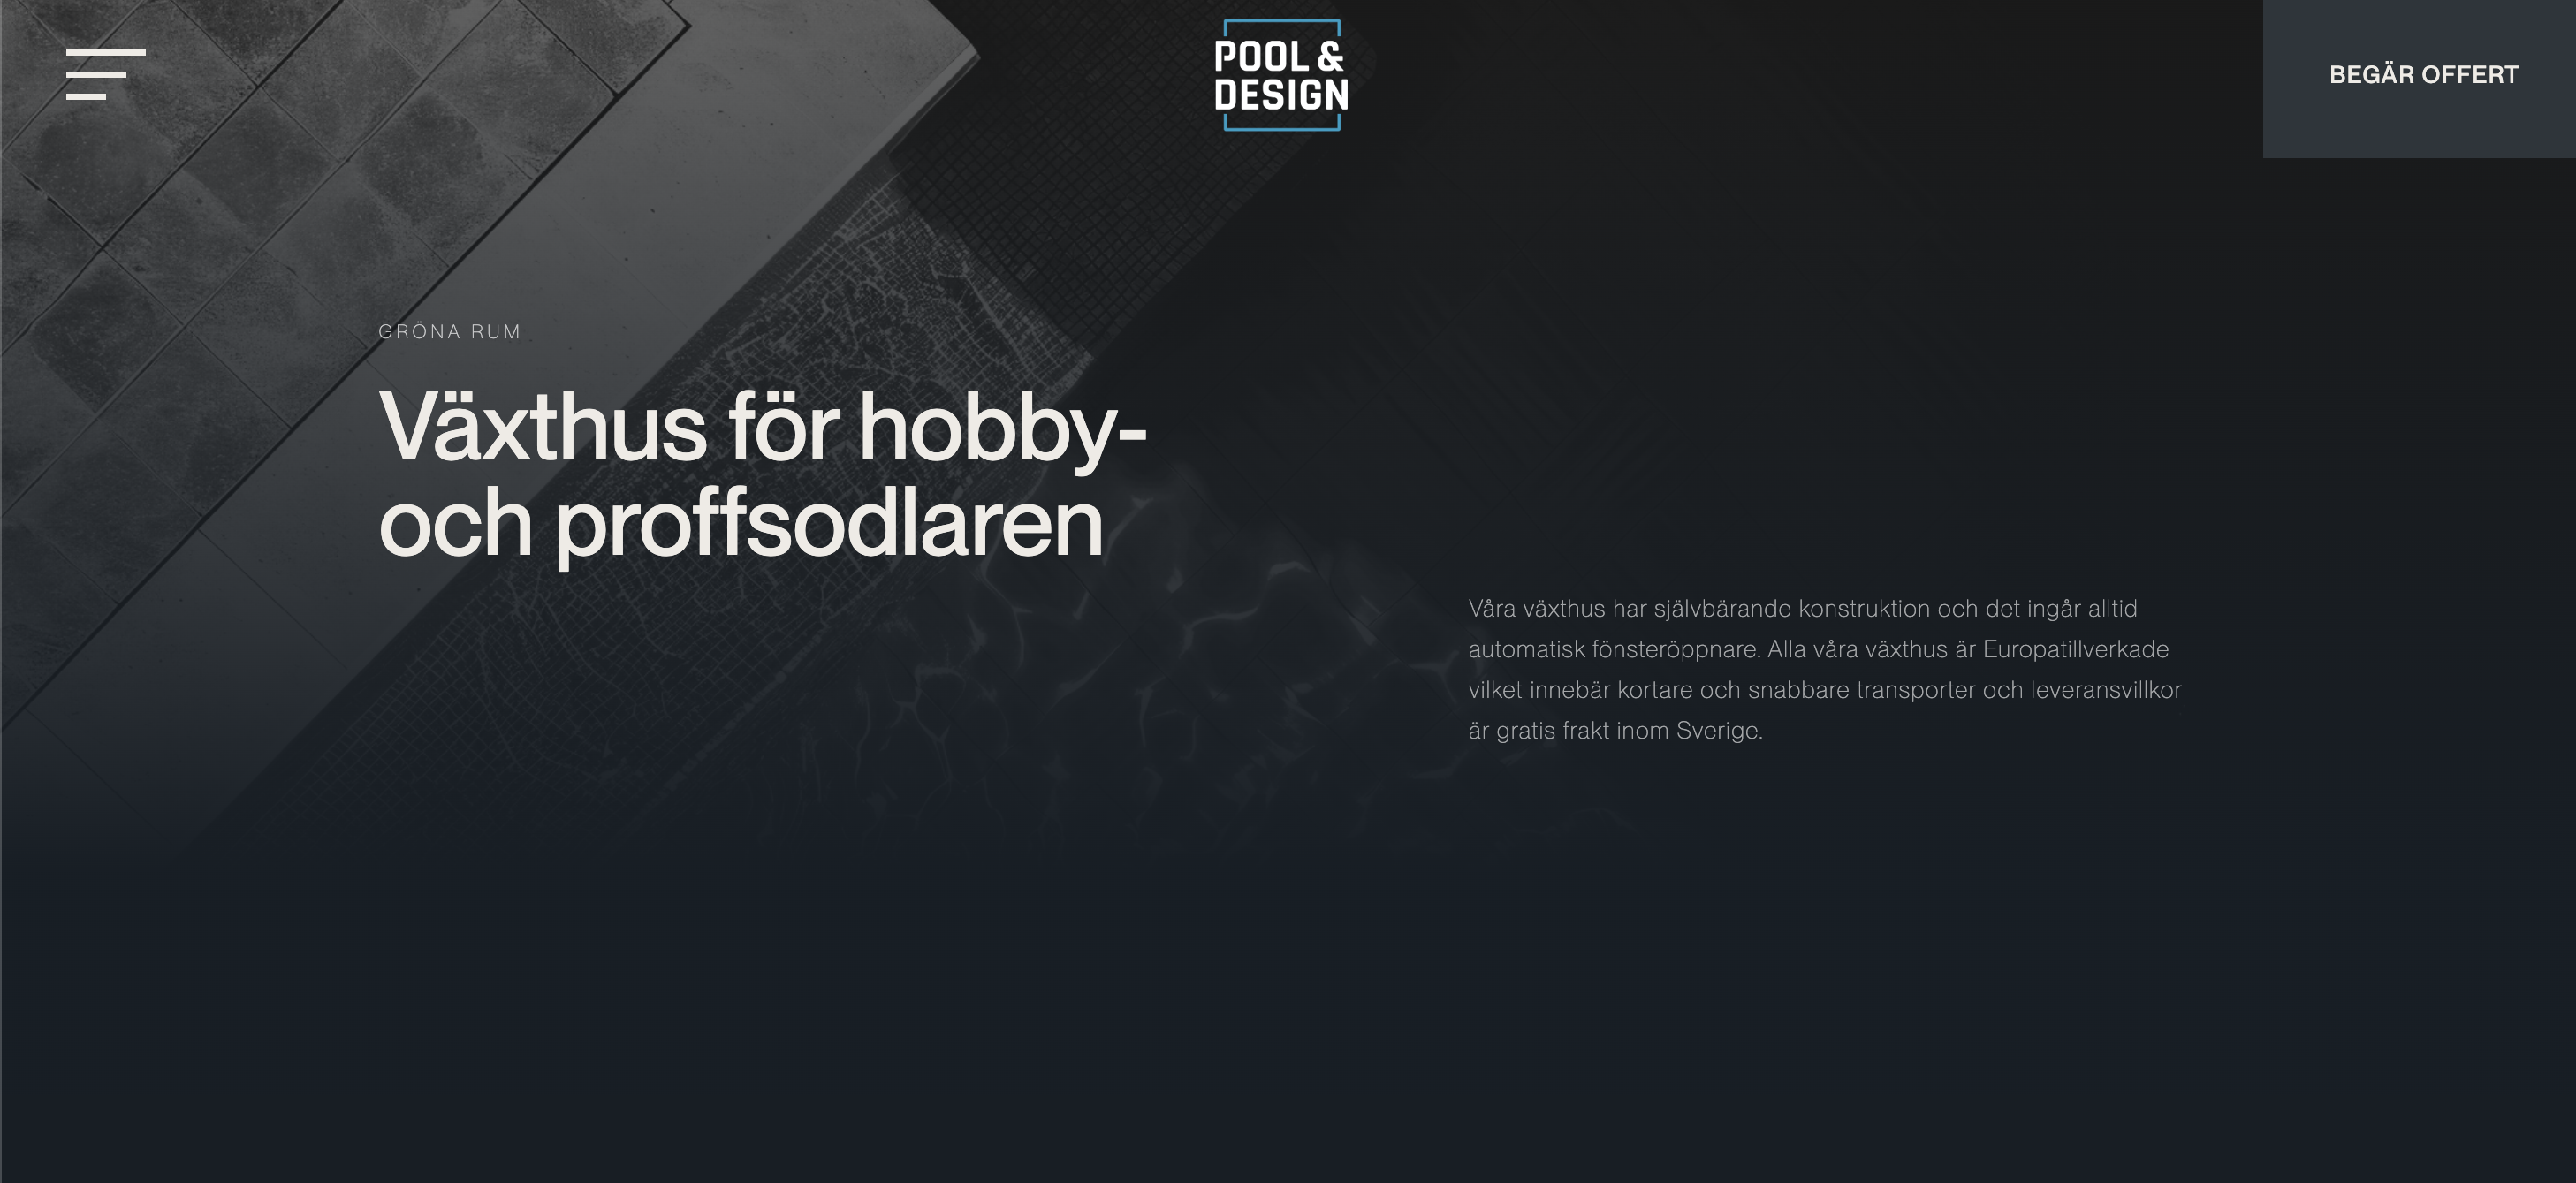 POOL &
DESIGN
BEGÄR OFFERT
GRÖNA RUM
Växthus för hobby-
och proffsodlaren
Våra växthus har självbärande konstruktion och det ingår alltid
automatisk fönsteröppnare. Alla våra växthus är Europatillverkade
vilket innebär kortare och snabbare transporter och leveransvillkor
är gratis frakt inom Sverige.